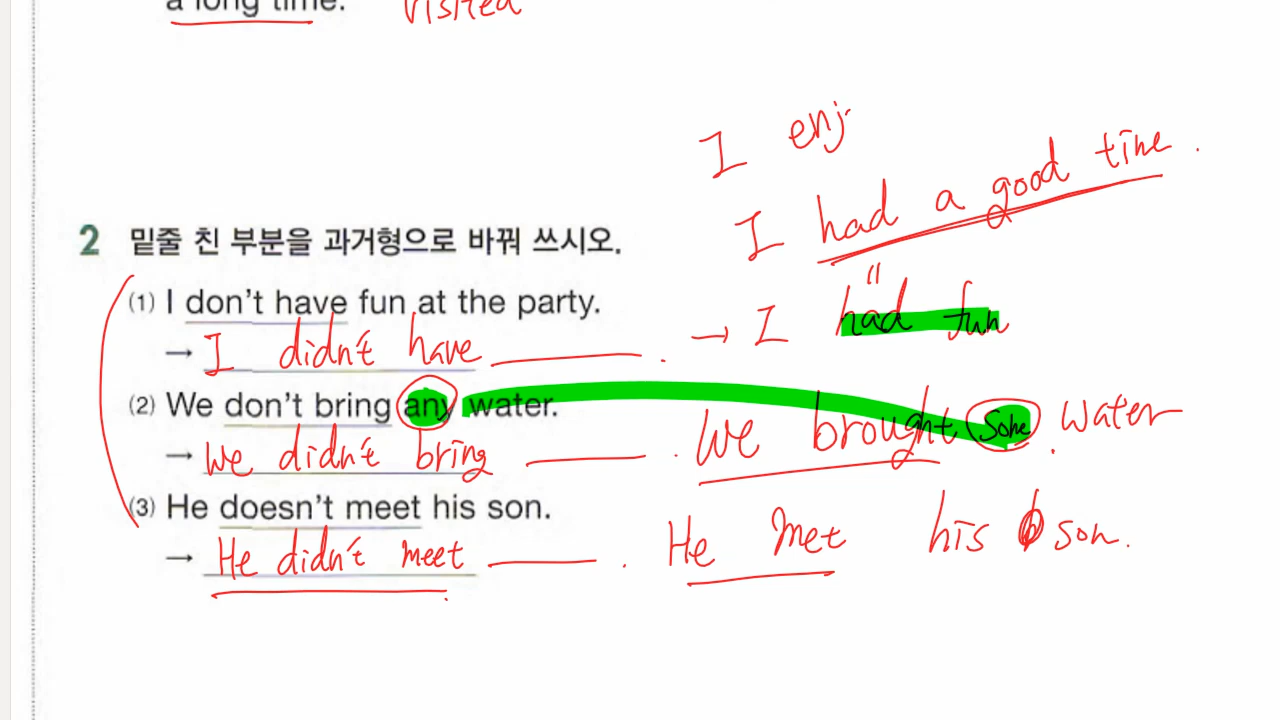 a long time. visited
I enj
I had a good time.
2 밑줄 친 부분을 과거형으로 바꿔 쓰시오.
"
(1) I don't have fun at the party.
→ I didn't have ______. → I had fun
(2) We don't bring any water.
→ We didn't bring ______. We brought some water.
(3) He doesn't meet his son.
→ He didn't meet ______. He met his son.